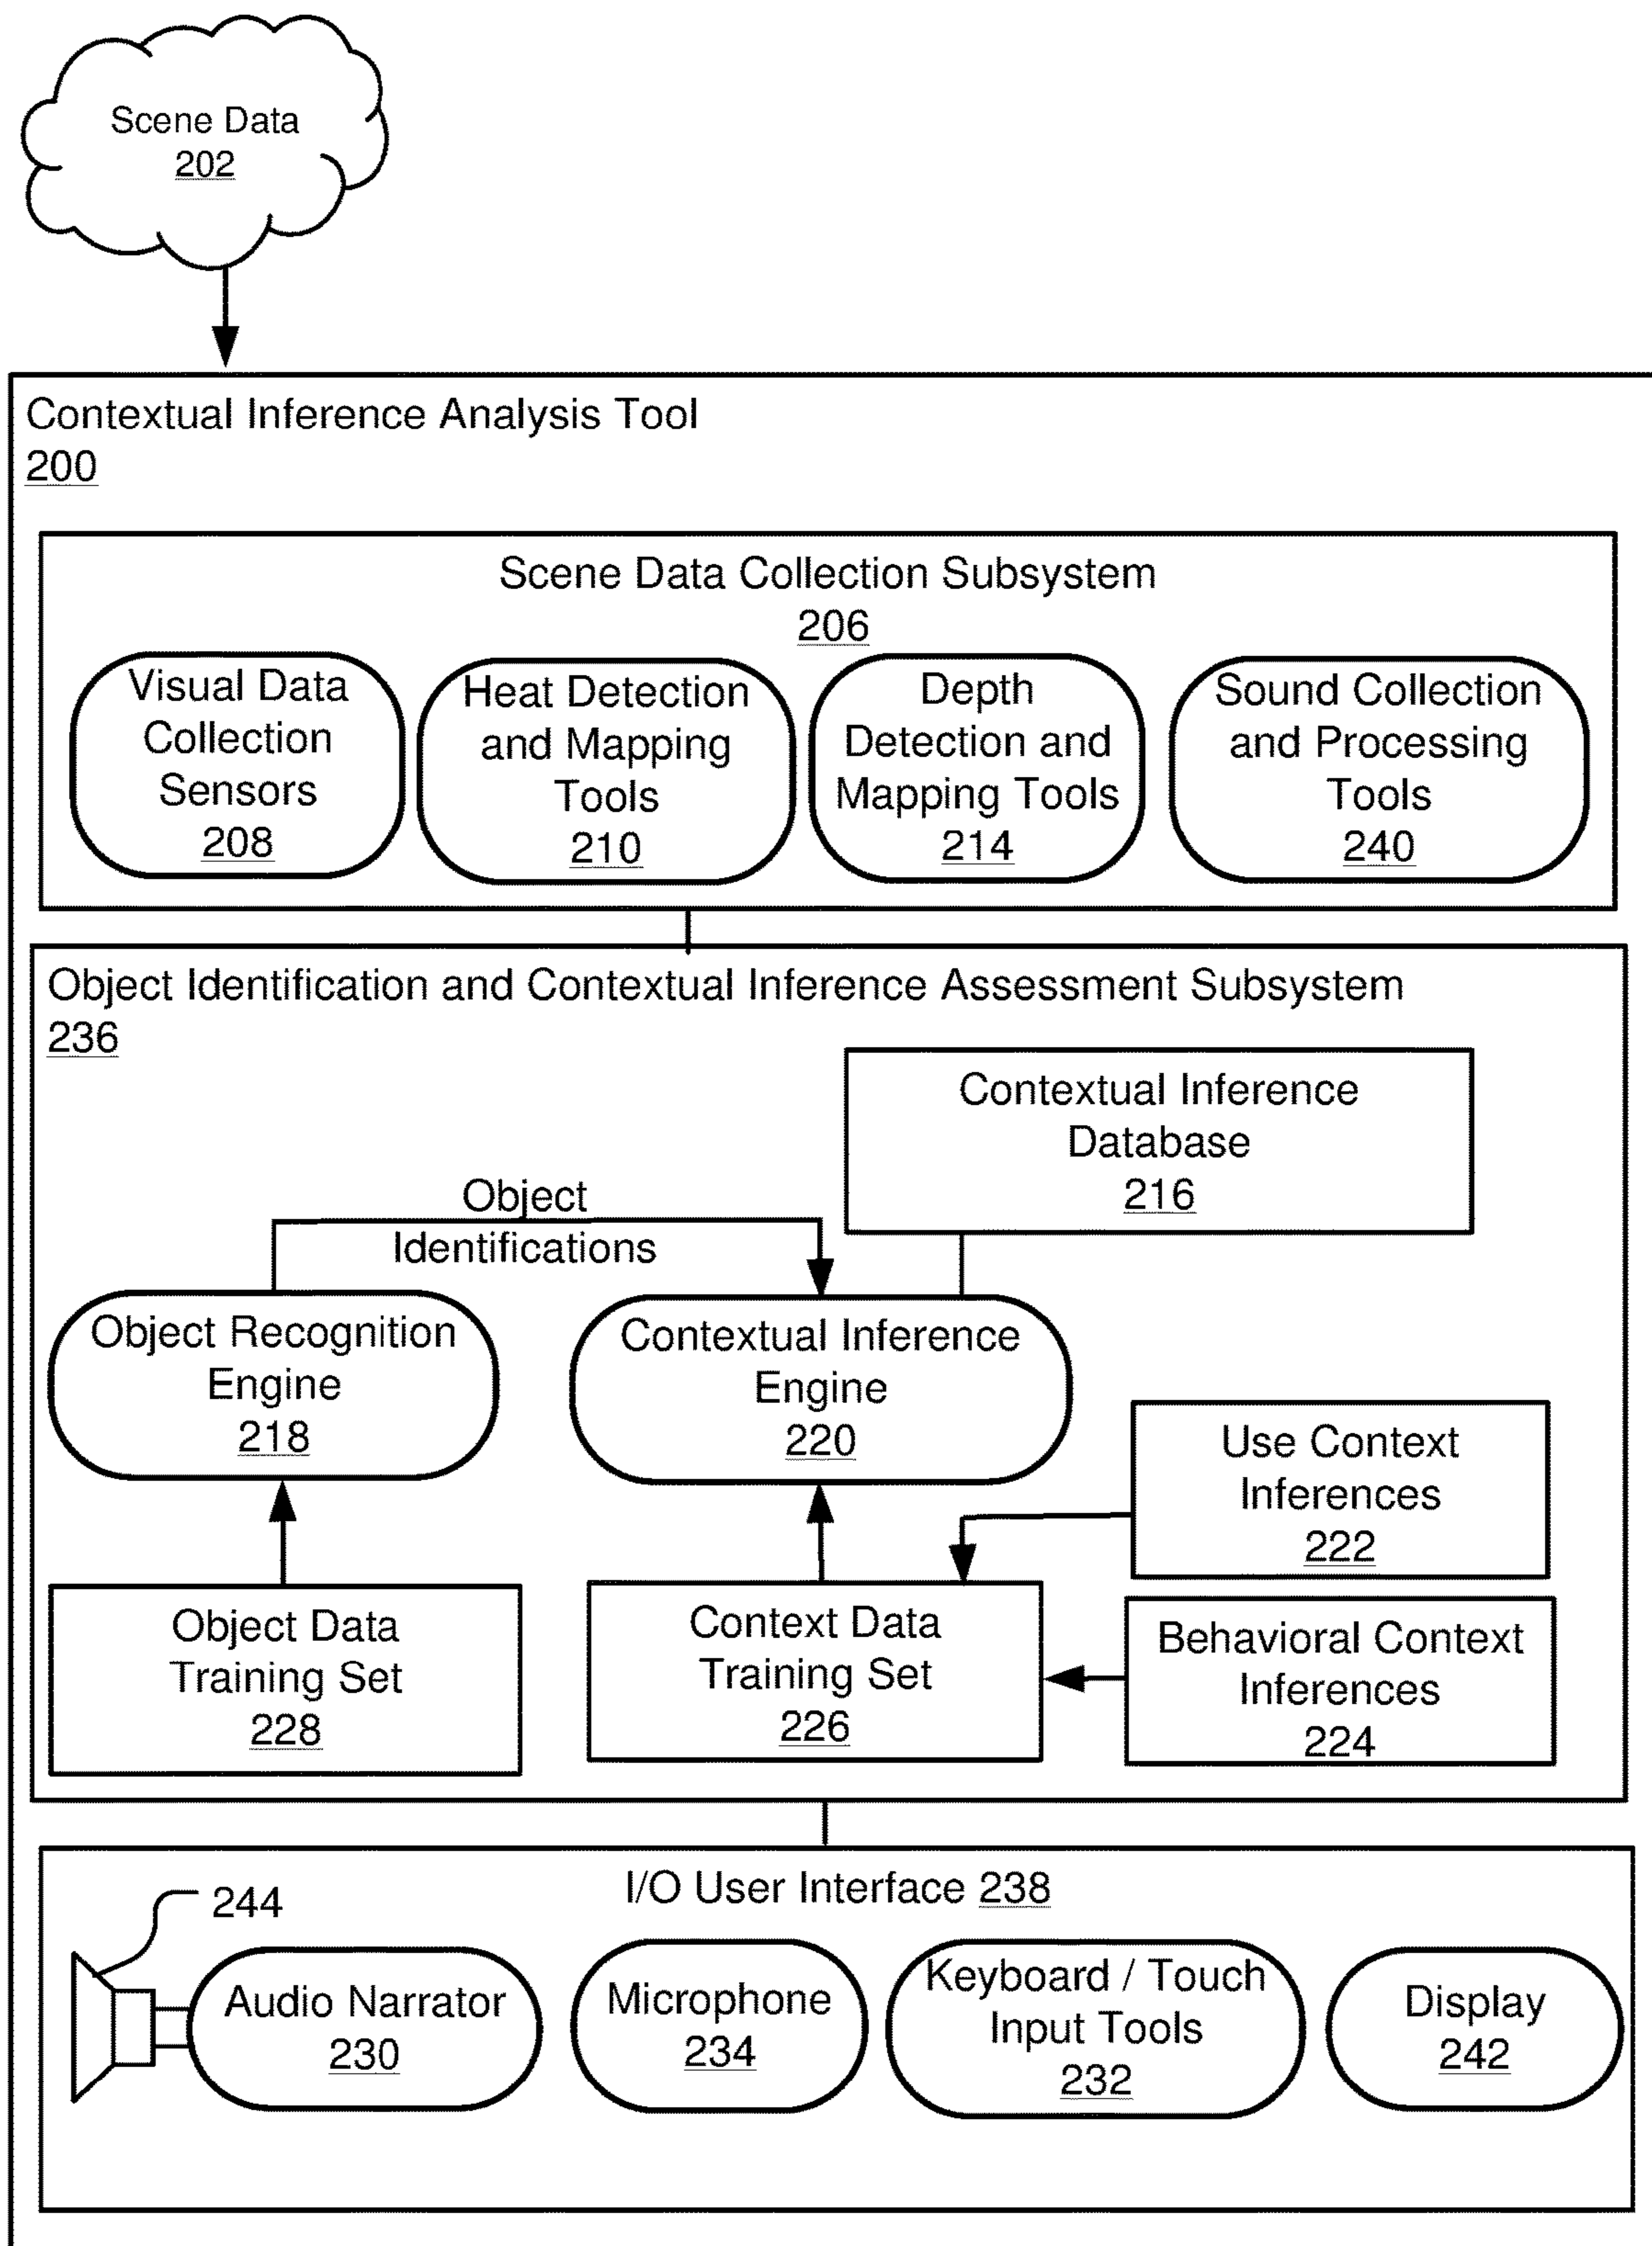 Scene Data
202
Contextual Inference Analysis Tool
200
Scene Data Collection Subsystem
206
Visual Data
Collection
Sensors
208
Heat Detection
and Mapping
Tools
210
Depth
Detection and
Mapping Tools
214
Sound Collection
and Processing
Tools
240
Object Identification and Contextual Inference Assessment Subsystem
236
Contextual Inference
Database
216
Object
Identifications
Object Recognition
Engine
218
Contextual Inference
Engine
220
Use Context
Inferences
222
Object Data
Training Set
228
Context Data
Training Set
226
Behavioral Context
Inferences
224
I/O User Interface 238
244
Audio Narrator
230
Microphone
234
Keyboard / Touch
Input Tools
232
Display
242